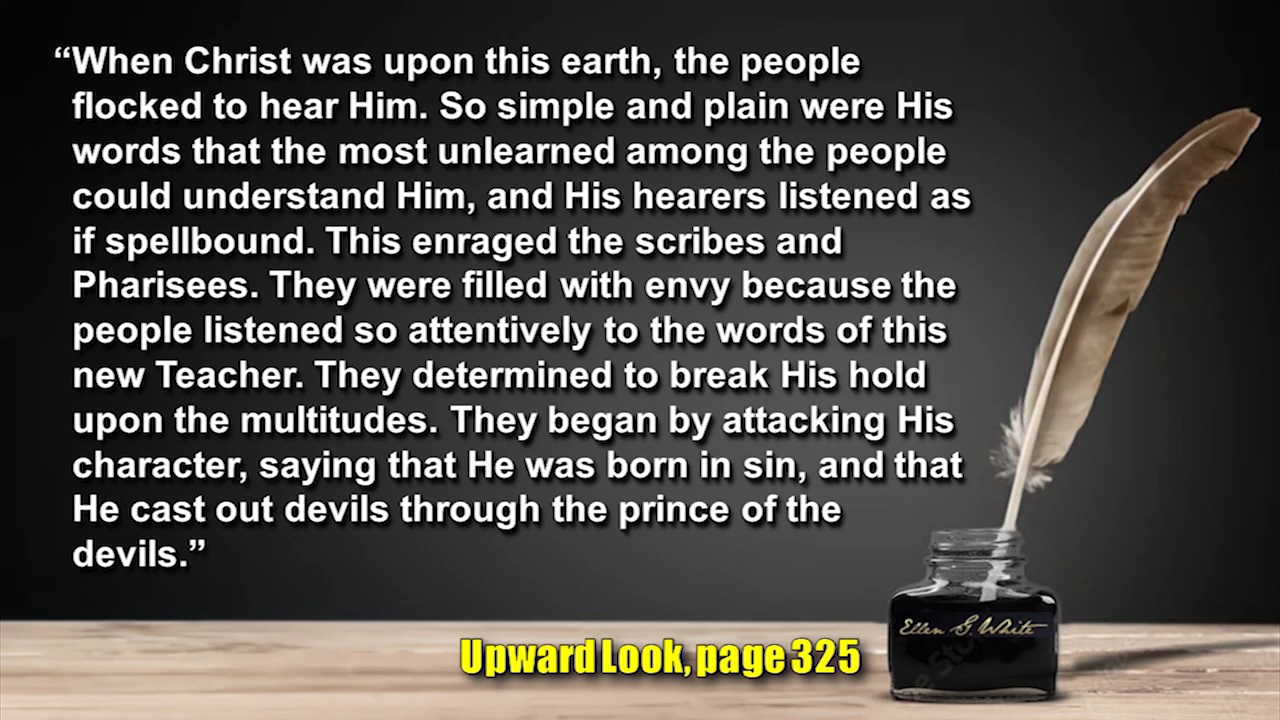 “When Christ was upon this earth, the people
flocked to hear Him. So simple and plain were His
words that the most unlearned among the people
could understand Him, and His hearers listened as
if spellbound. This enraged the scribes and
Pharisees. They were filled with envy because the
people listened so attentively to the words of this
new Teacher. They determined to break His hold
upon the multitudes. They began by attacking His
character, saying that He was born in sin, and that
He cast out devils through the prince of the
devils.”
Ellen G. White
Upward Look, page 325